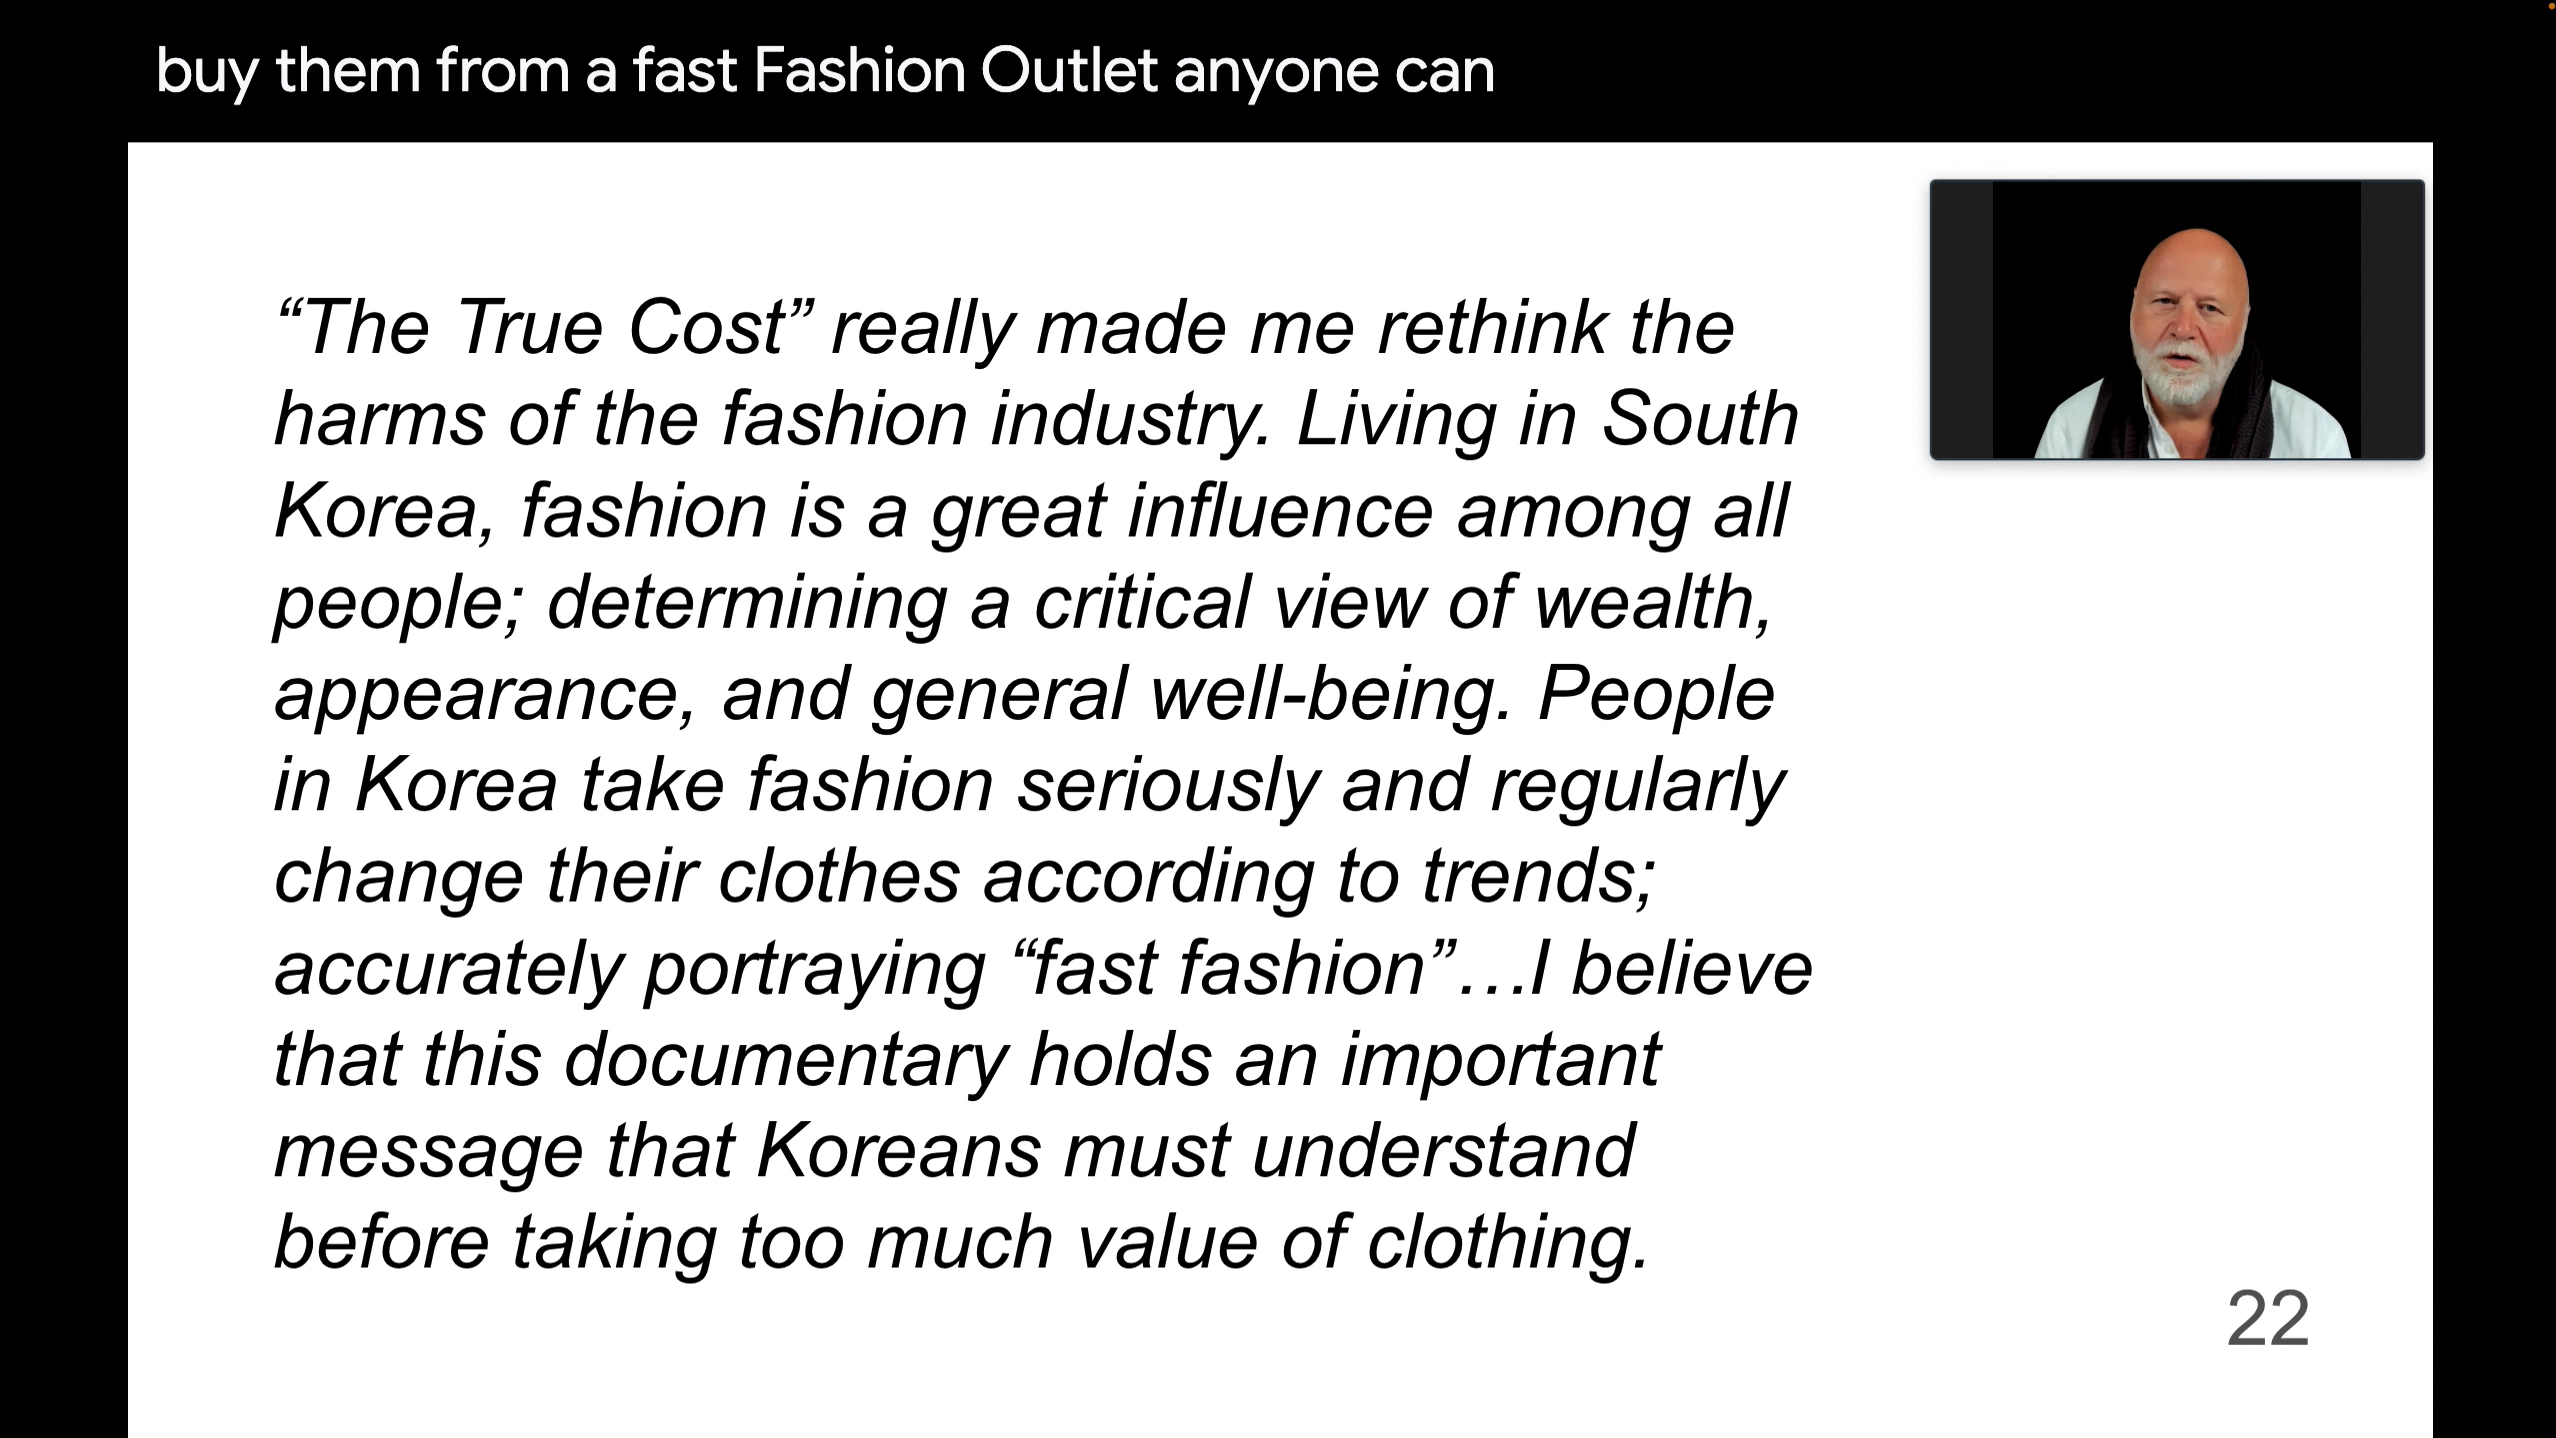 buy them from a fast Fashion Outlet anyone can
“The True Cost” really made me rethink the
harms of the fashion industry. Living in South
Korea, fashion is a great influence among all
people; determining a critical view of wealth,
appearance, and general well-being. People
in Korea take fashion seriously and regularly
change their clothes according to trends;
accurately portraying “fast fashion”…I believe
that this documentary holds an important
message that Koreans must understand
before taking too much value of clothing.
22